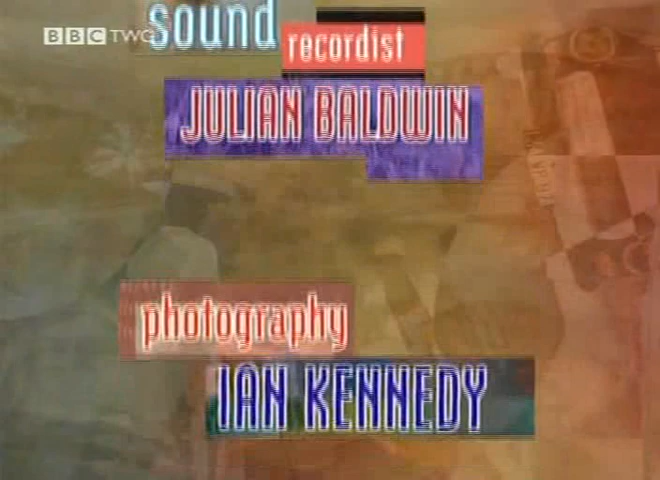 BBC TWO
sound
recordist
JULIAN BALDWIN
photography
IAN KENNEDY